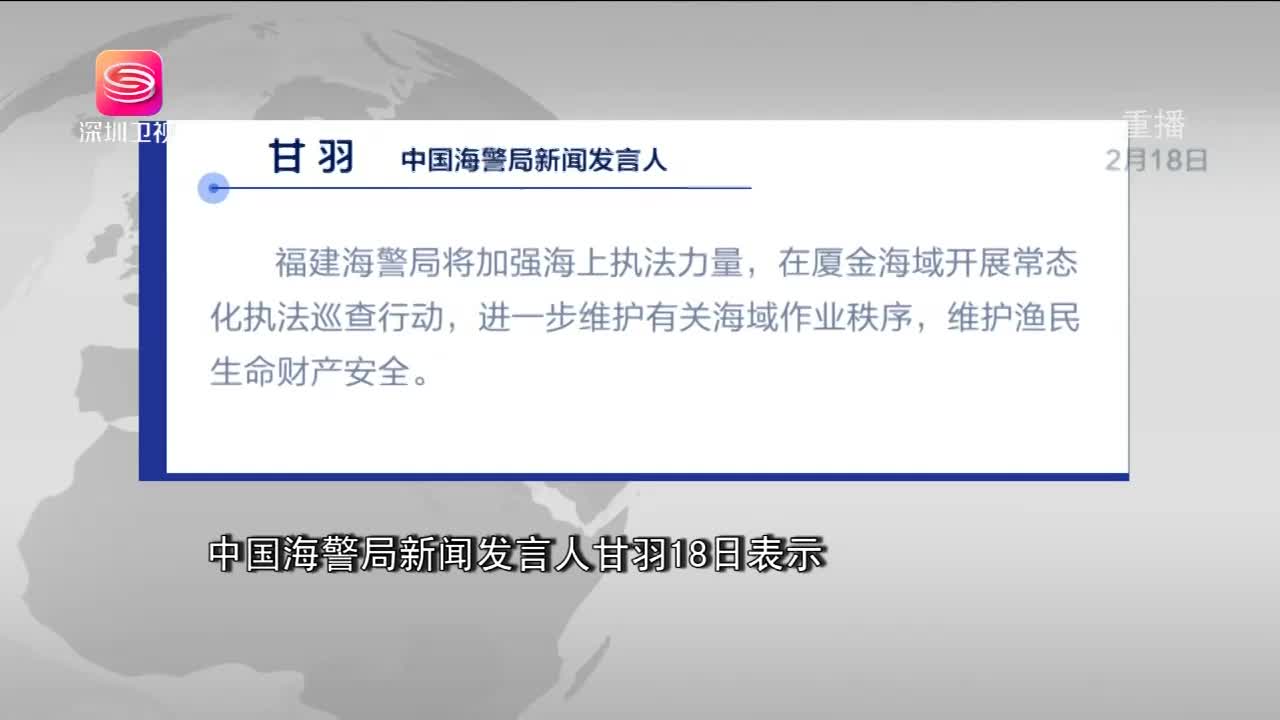 深圳卫视
重播
2月18日
甘羽 中国海警局新闻发言人
福建海警局将加强海上执法力量，在厦金海域开展常态
化执法巡查行动，进一步维护有关海域作业秩序，维护渔民
生命财产安全。
中国海警局新闻发言人甘羽18日表示